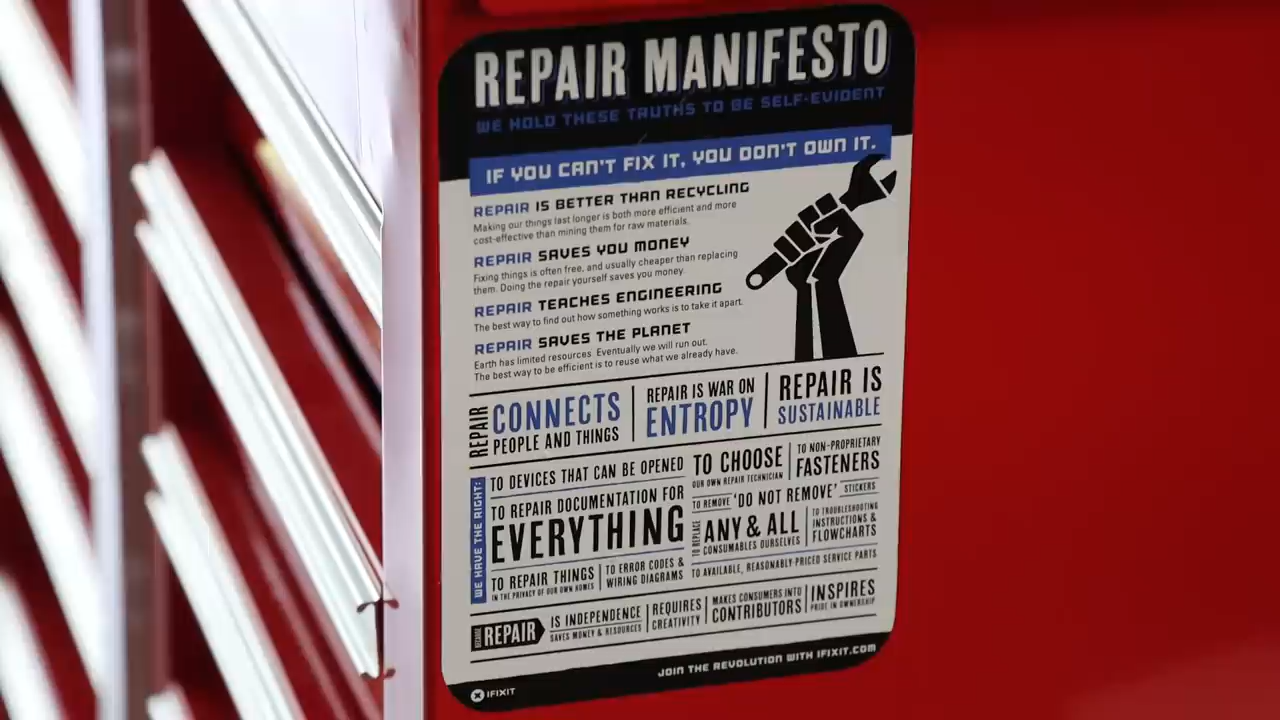 REPAIR MANIFESTO
WE HOLD THESE TRUTHS TO BE SELF-EVIDENT
IF YOU CAN'T FIX IT, YOU DON'T OWN IT.
REPAIR IS BETTER THAN RECYCLING
Making our things last longer is both more efficient and more
cost-effective than mining them for raw materials.
REPAIR SAVES YOU MONEY
Fixing things is often free, and usually cheaper than replacing
them. Doing the repair yourself saves you money.
REPAIR TEACHES ENGINEERING
The best way to find out how something works is to take it apart.
REPAIR SAVES THE PLANET
Earth has limited resources. Eventually we will run out.
The best way to be efficient is to reuse what we already have.
REPAIR
CONNECTS
PEOPLE AND THINGS
REPAIR IS WAR ON
ENTROPY
REPAIR IS
SUSTAINABLE
WE HAVE THE RIGHT:
TO DEVICES THAT CAN BE OPENED
TO REPAIR DOCUMENTATION FOR
EVERYTHING
TO REPAIR THINGS
IN THE PRIVACY OF OUR OWN HOMES
TO ERROR CODES &
WIRING DIAGRAMS
TO CHOOSE
OUR OWN REPAIR TECHNICIAN
TO NON-PROPRIETARY
FASTENERS
TO REMOVE 'DO NOT REMOVE' STICKERS
TO REPLACE
ANY & ALL
CONSUMABLES OURSELVES
TO TROUBLESHOOTING
INSTRUCTIONS &
FLOWCHARTS
TO AVAILABLE, REASONABLY-PRICED SERVICE PARTS
BECAUSE
REPAIR
IS INDEPENDENCE
SAVES MONEY & RESOURCES
REQUIRES
CREATIVITY
MAKES CONSUMERS INTO
CONTRIBUTORS
INSPIRES
PRIDE IN OWNERSHIP
IFIXIT
JOIN THE REVOLUTION WITH IFIXIT.COM